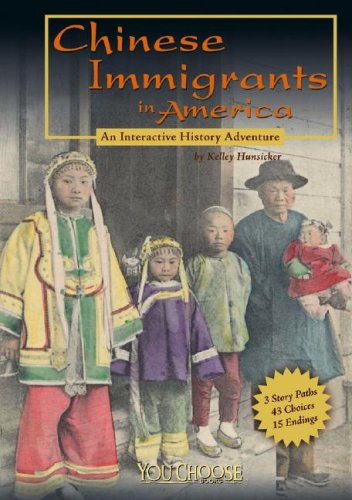 Chinese
Immigrants
in America
An Interactive History Adventure
by Kelley Hunsicker
3 Story Paths
43 Choices
15 Endings
YOU CHOOSE
BOOKS